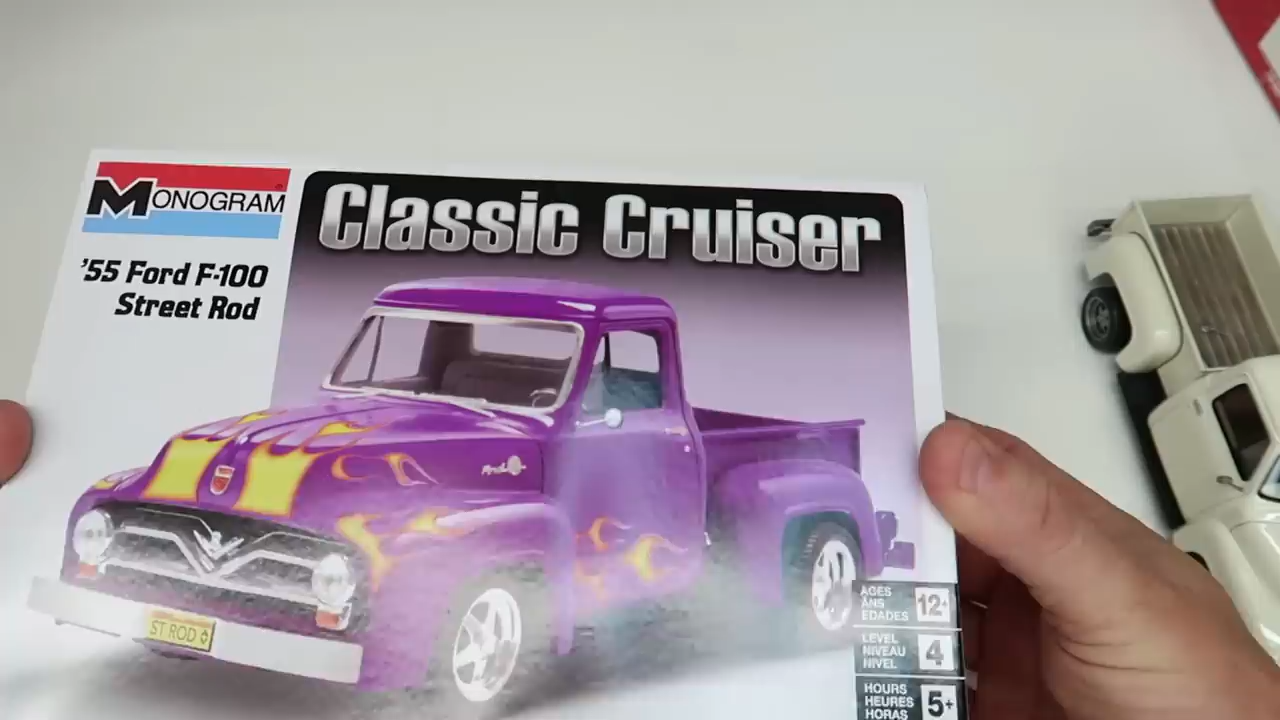 MONOGRAM
Classic Cruiser
'55 Ford F-100
Street Rod
ST ROD
AGES
ANS
EDADES
12+
LEVEL
NIVEAU
NIVEL
4
HOURS
HEURES
HORAS
5+